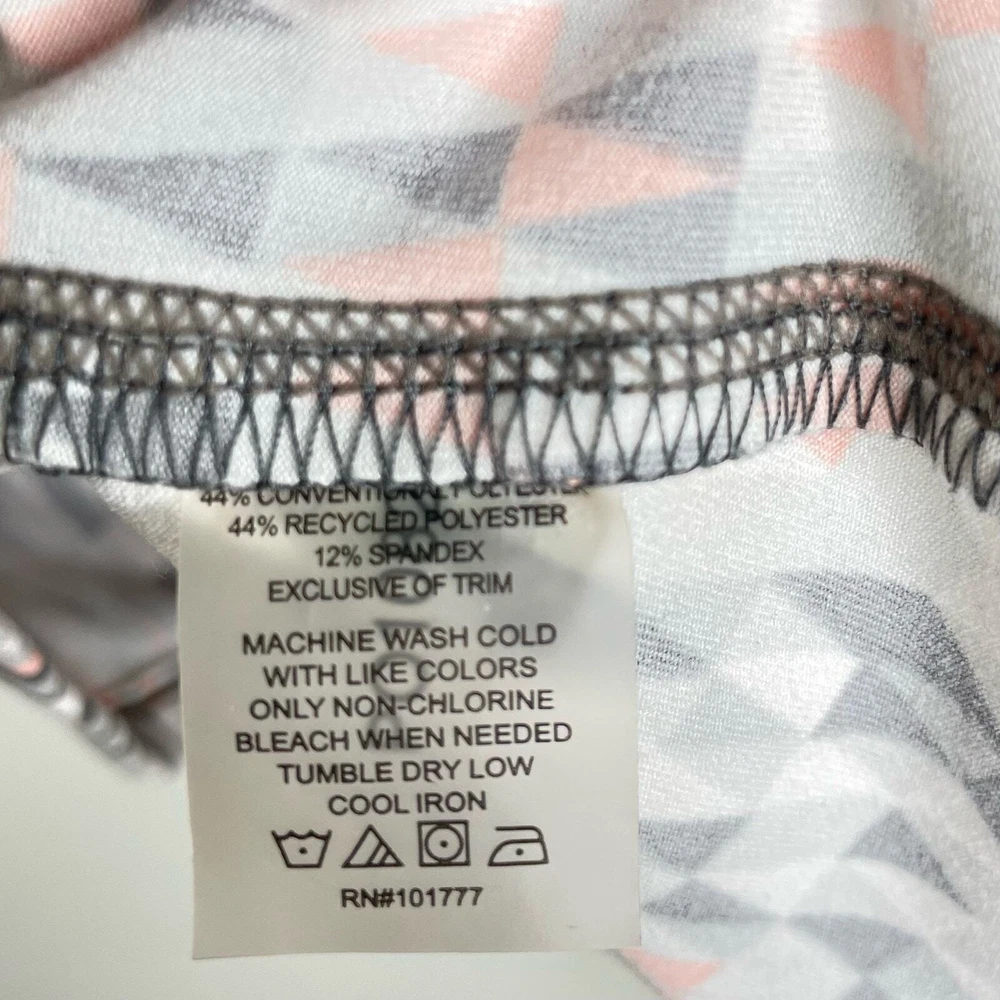 44% CONVENTIONAL POLYESTER
44% RECYCLED POLYESTER
12% SPANDEX
EXCLUSIVE OF TRIM
MACHINE WASH COLD
WITH LIKE COLORS
ONLY NON-CHLORINE
BLEACH WHEN NEEDED
TUMBLE DRY LOW
COOL IRON
RN#101777